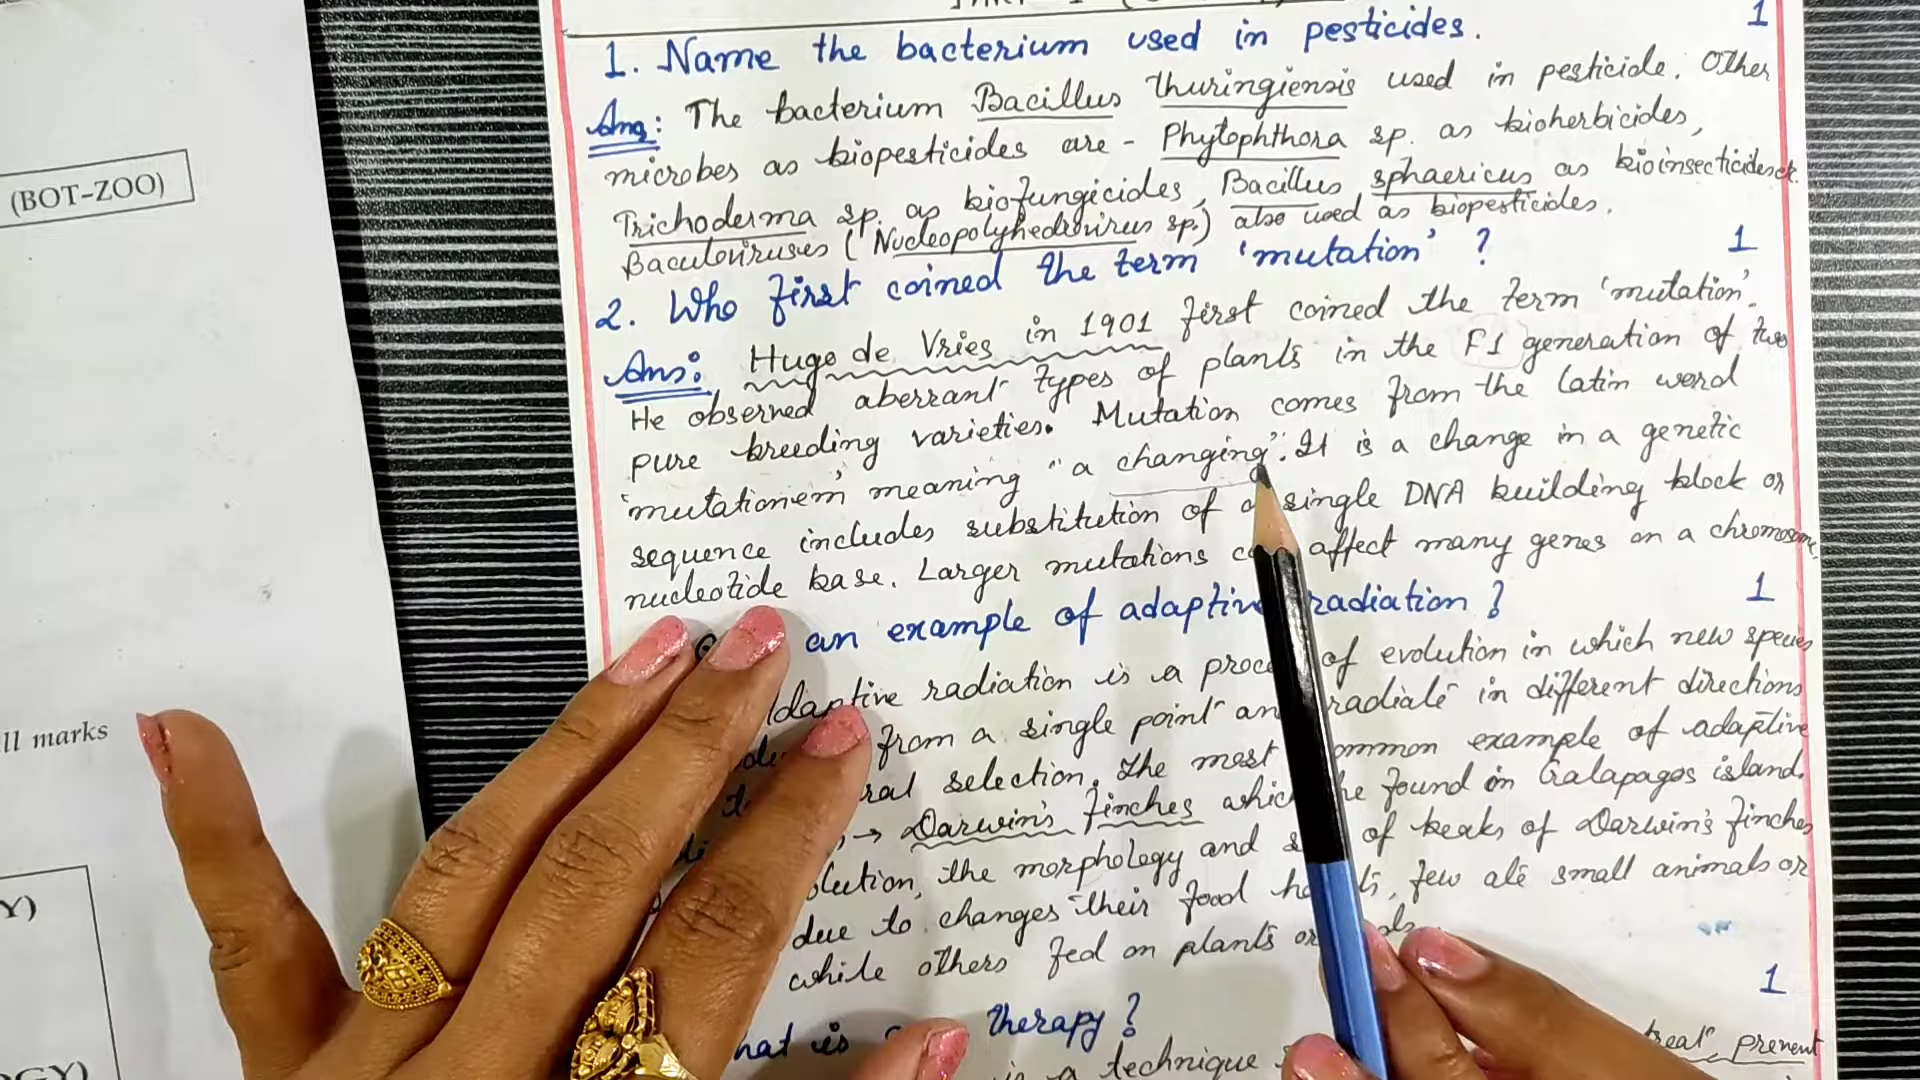 1. Name the bacterium used in pesticides. 1
Ans: The bacterium Bacillus thuringiensis used in pesticide. Other
microbes as biopesticides are - Phytophthora sp. as bioherbicides,
Trichoderma sp. as biofungicides, Bacillus sphaericus as bioinsecticides etc.
Baculoviruses (Nucleopolyhedrovirus sp.) also used as biopesticides.
2. Who first coined the term 'mutation' ? 1
Ans: Hugo de Vries in 1901 first coined the term 'mutation'.
He observed aberrant types of plants in the F1 generation of two
pure breeding varieties. Mutation comes from the latin word
'mutationem' meaning "a changing". It is a change in a genetic
sequence includes substitution of a single DNA building block or
nucleotide base. Larger mutations can affect many genes on a chromosome.
an example of adaptive radiation ? 1
adaptive radiation is a process of evolution in which new species
from a single point and radiate in different directions
selection. The most common example of adaptive
→ Darwin's finches which found in Galapagos island.
the morphology and of beaks of Darwin's finches
due to changes their food few ate small animals or
while others fed on plants or
therapy? 1
is a technique treat, prevent
(BOT-ZOO)
ll marks
Y)
OGY)